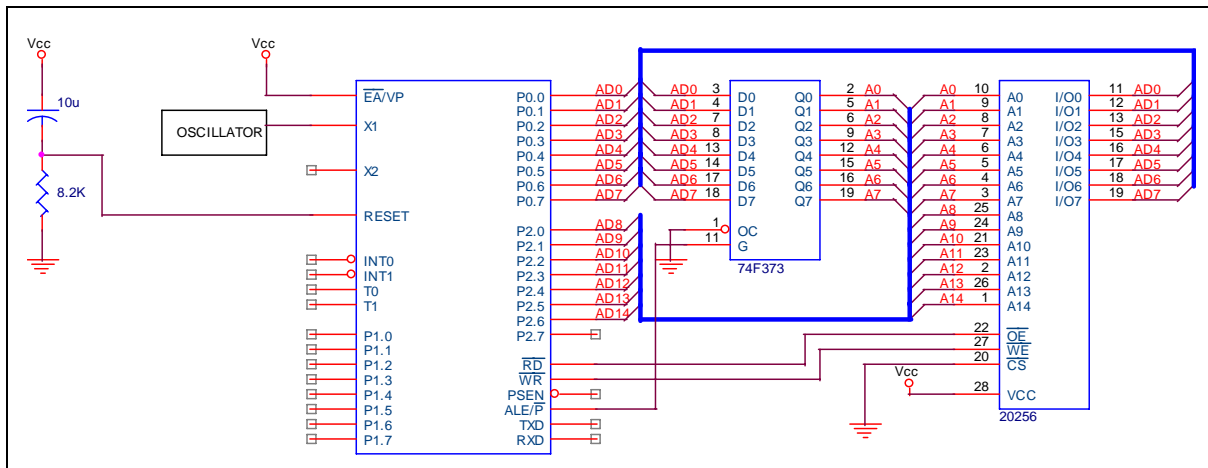 Vcc
10u
8.2K
Vcc
OSCILLATOR
EA/VP
X1
X2
RESET
INT0
INT1
T0
T1
P1.0
P1.1
P1.2
P1.3
P1.4
P1.5
P1.6
P1.7
P0.0 AD0
P0.1 AD1
P0.2 AD2
P0.3 AD3
P0.4 AD4
P0.5 AD5
P0.6 AD6
P0.7 AD7
P2.0 AD8
P2.1 AD9
P2.2 AD10
P2.3 AD11
P2.4 AD12
P2.5 AD13
P2.6 AD14
P2.7
RD
WR
PSEN
ALE/P
TXD
RXD
AD0 3 D0 Q0 2 A0
AD1 4 D1 Q1 5 A1
AD2 7 D2 Q2 6 A2
AD3 8 D3 Q3 9 A3
AD4 13 D4 Q4 12 A4
AD5 14 D5 Q5 15 A5
AD6 17 D6 Q6 16 A6
AD7 18 D7 Q7 19 A7
1 OC
11 G
74F373
A0 10 A0 I/O0 11 AD0
A1 9 A1 I/O1 12 AD1
A2 8 A2 I/O2 13 AD2
A3 7 A3 I/O3 15 AD3
A4 6 A4 I/O4 16 AD4
A5 5 A5 I/O5 17 AD5
A6 4 A6 I/O6 18 AD6
A7 3 A7 I/O7 19 AD7
A8 25 A8
A9 24 A9
A10 21 A10
A11 23 A11
A12 2 A12
A13 26 A13
A14 1 A14
22 OE
27 WE
20 CS
Vcc 28 VCC
20256